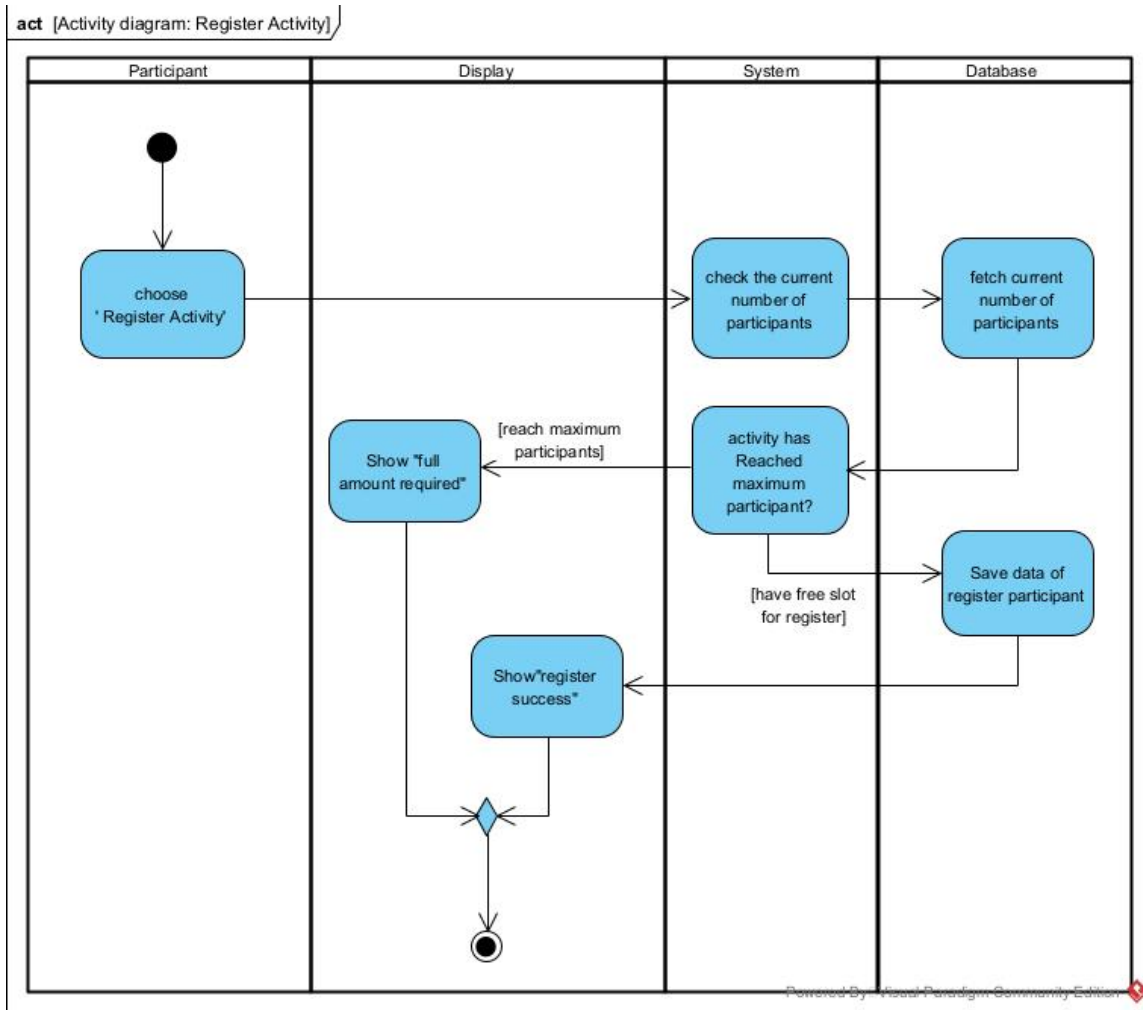 act [Activity diagram: Register Activity]
Participant
Display
System
Database
choose
' Register Activity'
check the current
number of
participants
fetch current
number of
participants
[reach maximum
participants]
Show "full
amount required"
activity has
Reached
maximum
participant?
[have free slot
for register]
Save data of
register participant
Show"register
success"
Powered By Visual Paradigm Community Edition